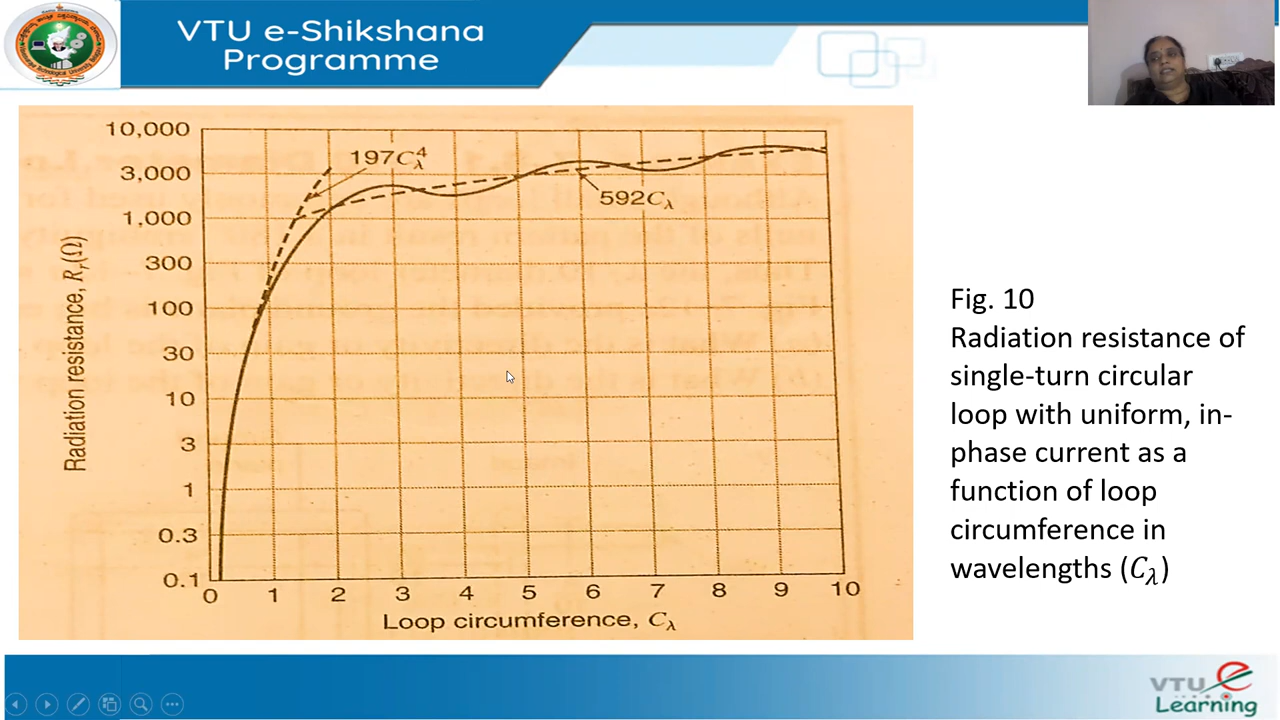 VTU e-Shikshana
Programme
10,000
3,000
1,000
300
100
30
10
3
1
0.3
0.1
Radiation resistance, Rr(Ω)
197Cλ⁴
592Cλ
0 1 2 3 4 5 6 7 8 9 10
Loop circumference, Cλ
Fig. 10
Radiation resistance of
single-turn circular
loop with uniform, in-
phase current as a
function of loop
circumference in
wavelengths (Cλ)
VTU e
Learning